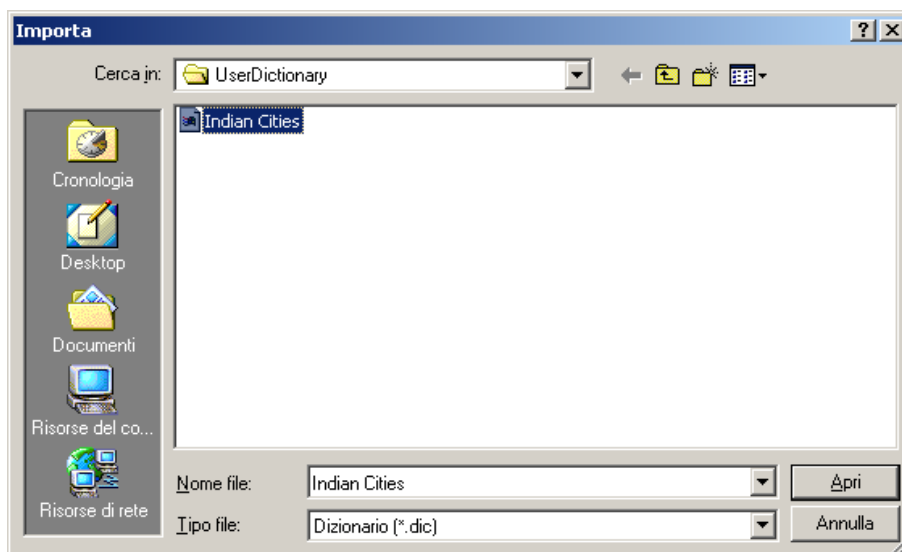 Importa
Cerca in: UserDictionary
Indian Cities
Cronologia
Desktop
Documenti
Risorse del co...
Risorse di rete
Nome file: Indian Cities Apri
Tipo file: Dizionario (*.dic) Annulla